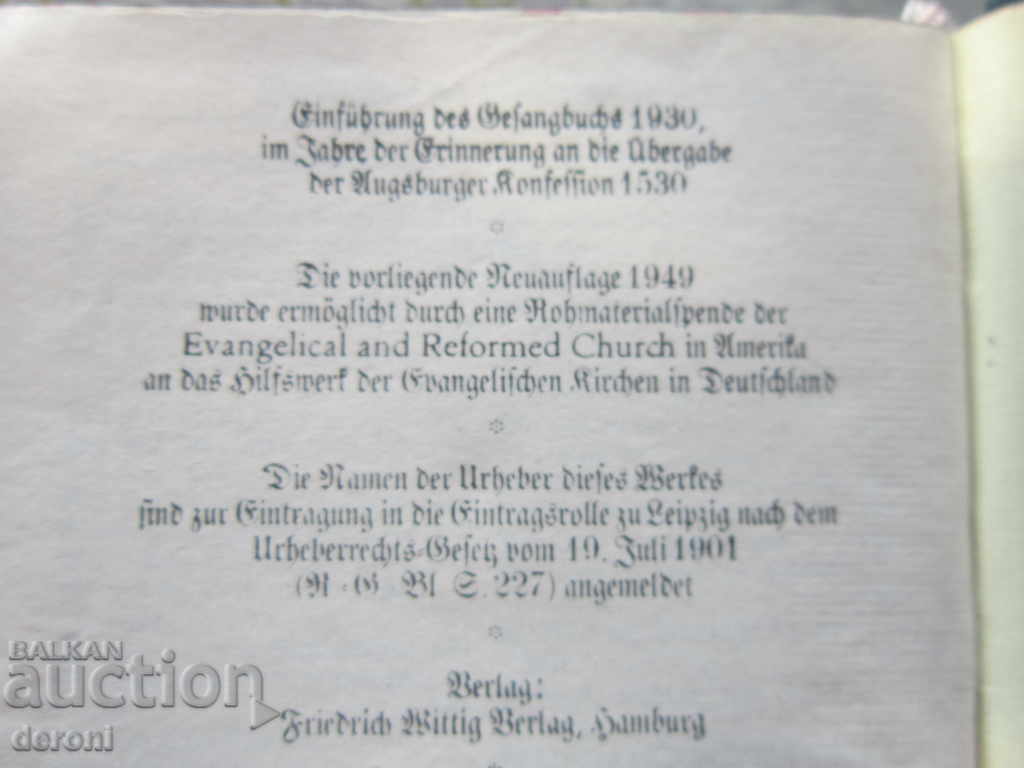 Einführung des Gesangbuchs 1930,
im Jahre der Erinnerung an die Übergabe
der Augsburger Konfession 1530
Die vorliegende Neuauflage 1949
wurde ermöglicht durch eine Rohmaterialspende der
Evangelical and Reformed Church in Amerika
an das Hilfswerk der Evangelischen Kirchen in Deutschland
Die Namen der Urheber dieses Werkes
sind zur Eintragung in die Eintragsrolle zu Leipzig nach dem
Urheberrechts-Gesetz vom 19. Juli 1901
(R. G. Bl. S. 227) angemeldet
Verlag:
Friedrich Wittig Verlag, Hamburg
BALKAN
auction
deroni